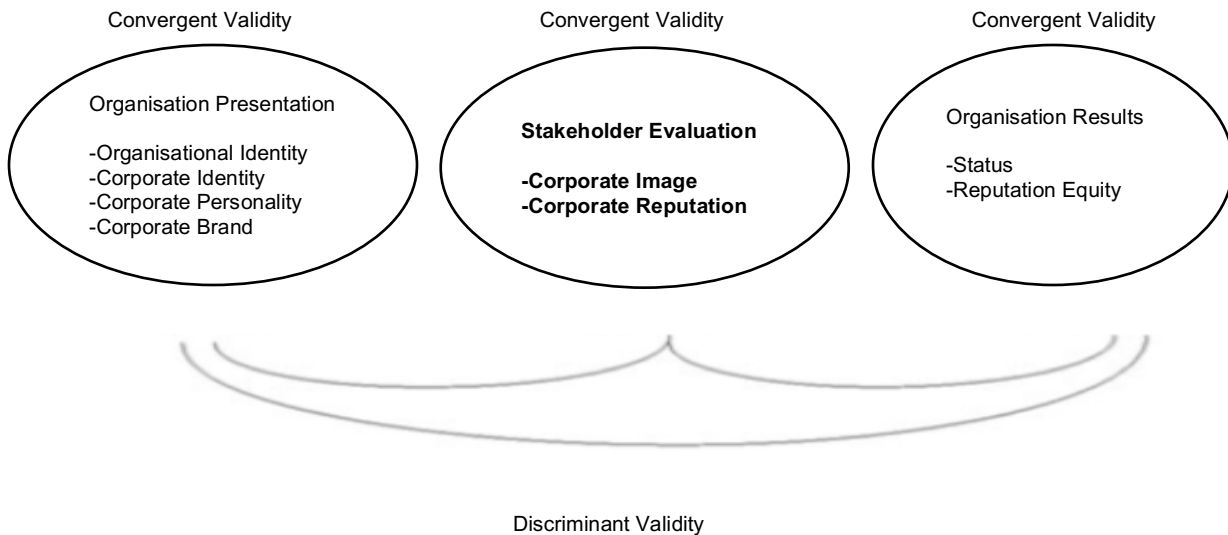 Convergent Validity
Convergent Validity
Convergent Validity
Organisation Presentation
-Organisational Identity
-Corporate Identity
-Corporate Personality
-Corporate Brand
Stakeholder Evaluation
-Corporate Image
-Corporate Reputation
Organisation Results
-Status
-Reputation Equity
Discriminant Validity